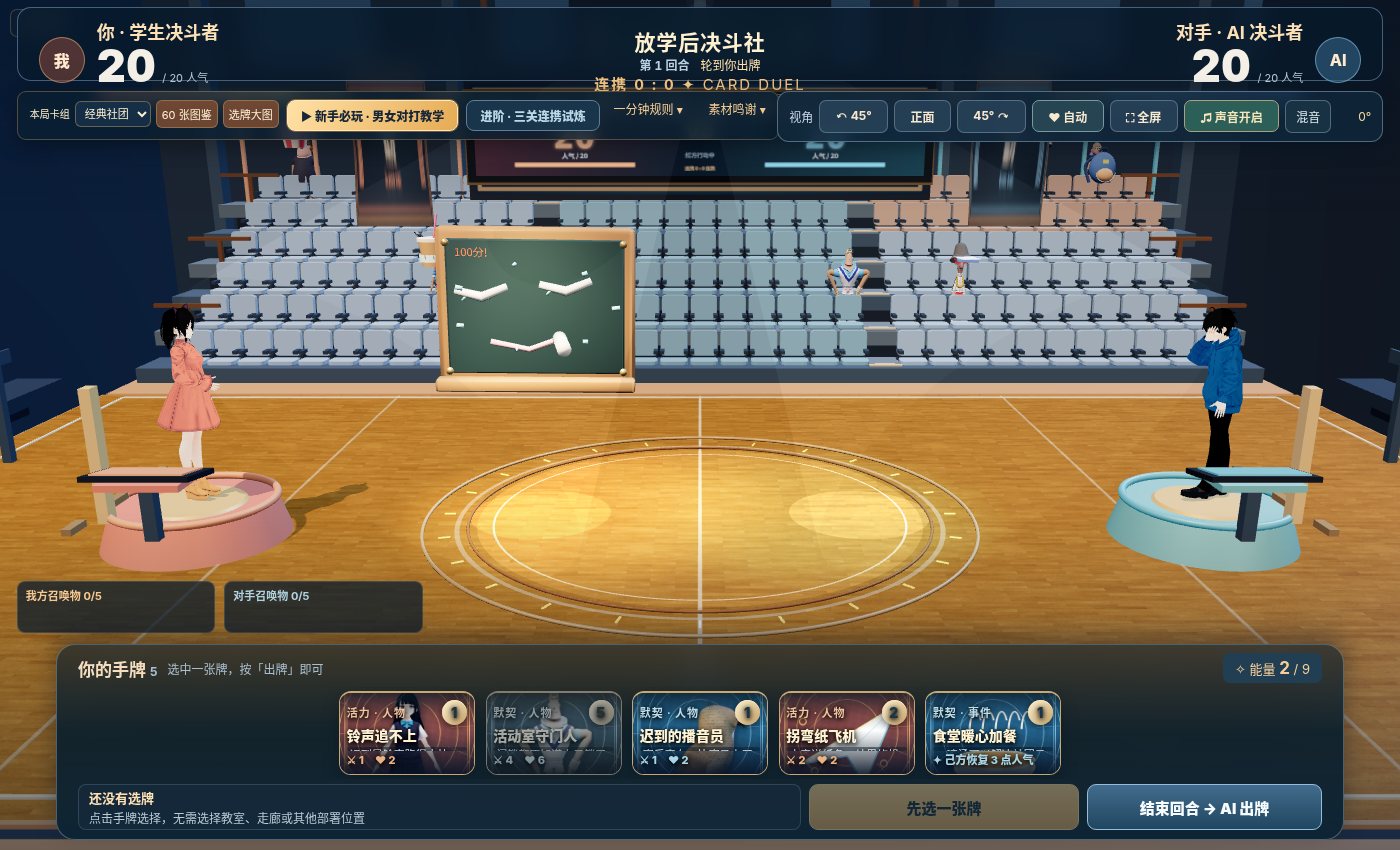 我
你 · 学生决斗者
20 / 20 人气
放学后决斗社
第 1 回合 轮到你出牌
连携 0 : 0 ✦ CARD DUEL
对手 · AI 决斗者
20 / 20 人气
AI
本局卡组
经典社团
60 张图鉴
选牌大图
▶ 新手必玩 · 男女对打教学
进阶 · 三关连携试炼
一分钟规则 ▾
素材鸣谢 ▾
视角
↶ 45°
正面
45° ↷
♥ 自动
⛶ 全屏
♫ 声音开启
混音
0°
20
人气 / 20
20
人气 / 20
100分!
我方召唤物 0/5
对手召唤物 0/5
你的手牌 5 选中一张牌，按「出牌」即可
✧ 能量 2 / 9
活力 · 人物 1
铃声追不上
⚔ 1 ♥ 2
默契 · 人物 5
活动室守门人
⚔ 4 ♥ 6
默契 · 人物 1
迟到的播音员
⚔ 1 ♥ 2
活力 · 人物 2
拐弯纸飞机
⚔ 2 ♥ 2
默契 · 事件 1
食堂暖心加餐
✦ 己方恢复 3 点人气
还没有选牌
点击手牌选择，无需选择教室、走廊或其他部署位置
先选一张牌
结束回合 → AI 出牌